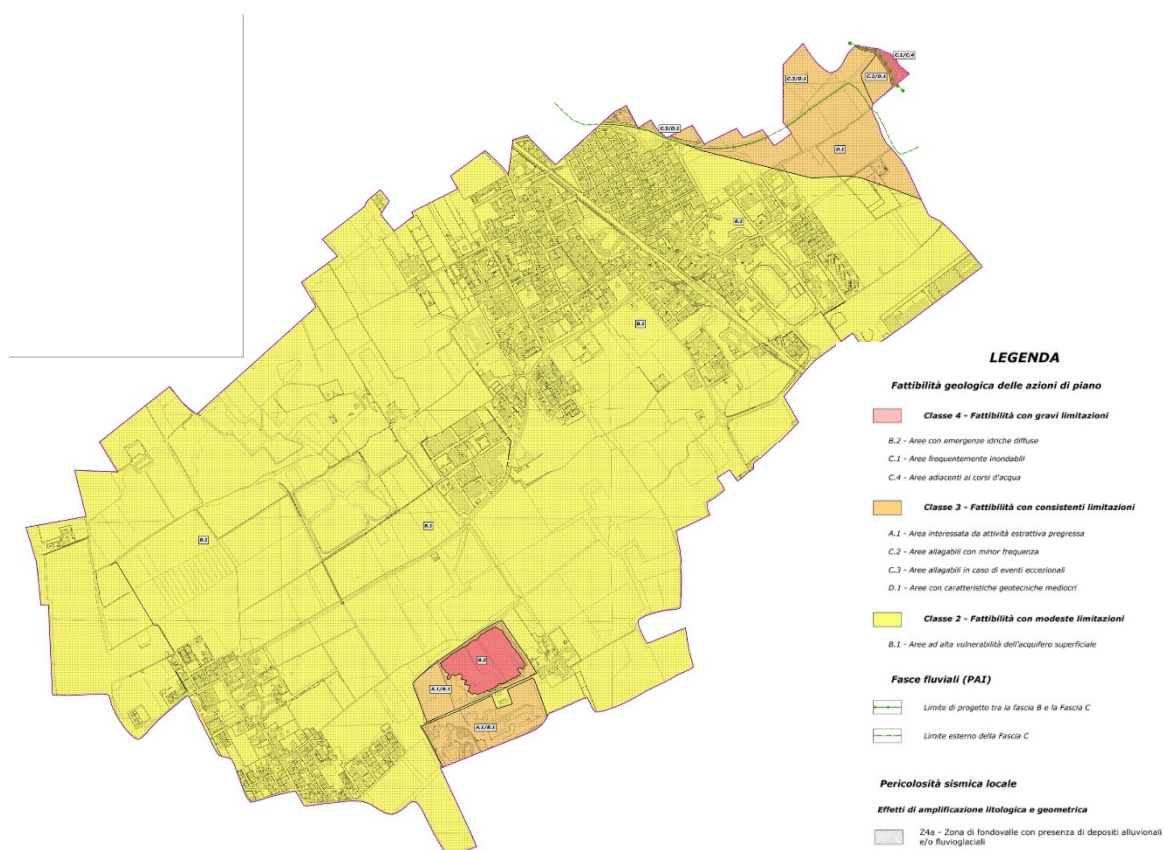 C.1/C.4
C.3/D.1
C.2/D.1
C.3/D.1
D.1
B.1
B.1
B.1
B.1
B.2
A.1/B.1
A.1/B.1
LEGENDA
Fattibilità geologica delle azioni di piano
Classe 4 - Fattibilità con gravi limitazioni
B.2 - Aree con emergenze idriche diffuse
C.1 - Aree frequentemente inondabili
C.4 - Aree adiacenti ai corsi d'acqua
Classe 3 - Fattibilità con consistenti limitazioni
A.1 - Area interessata da attività estrattiva pregressa
C.2 - Aree allagabili con minor frequenza
C.3 - Aree allagabili in caso di eventi eccezionali
D.1 - Aree con caratteristiche geotecniche mediocri
Classe 2 - Fattibilità con modeste limitazioni
B.1 - Aree ad alta vulnerabilità dell'acquifero superficiale
Fasce fluviali (PAI)
Limite di progetto tra la fascia B e la Fascia C
Limite esterno della Fascia C
Pericolosità sismica locale
Effetti di amplificazione litologica e geometrica
Z4a - Zona di fondovalle con presenza di depositi alluvionali
e/o fluvioglaciali